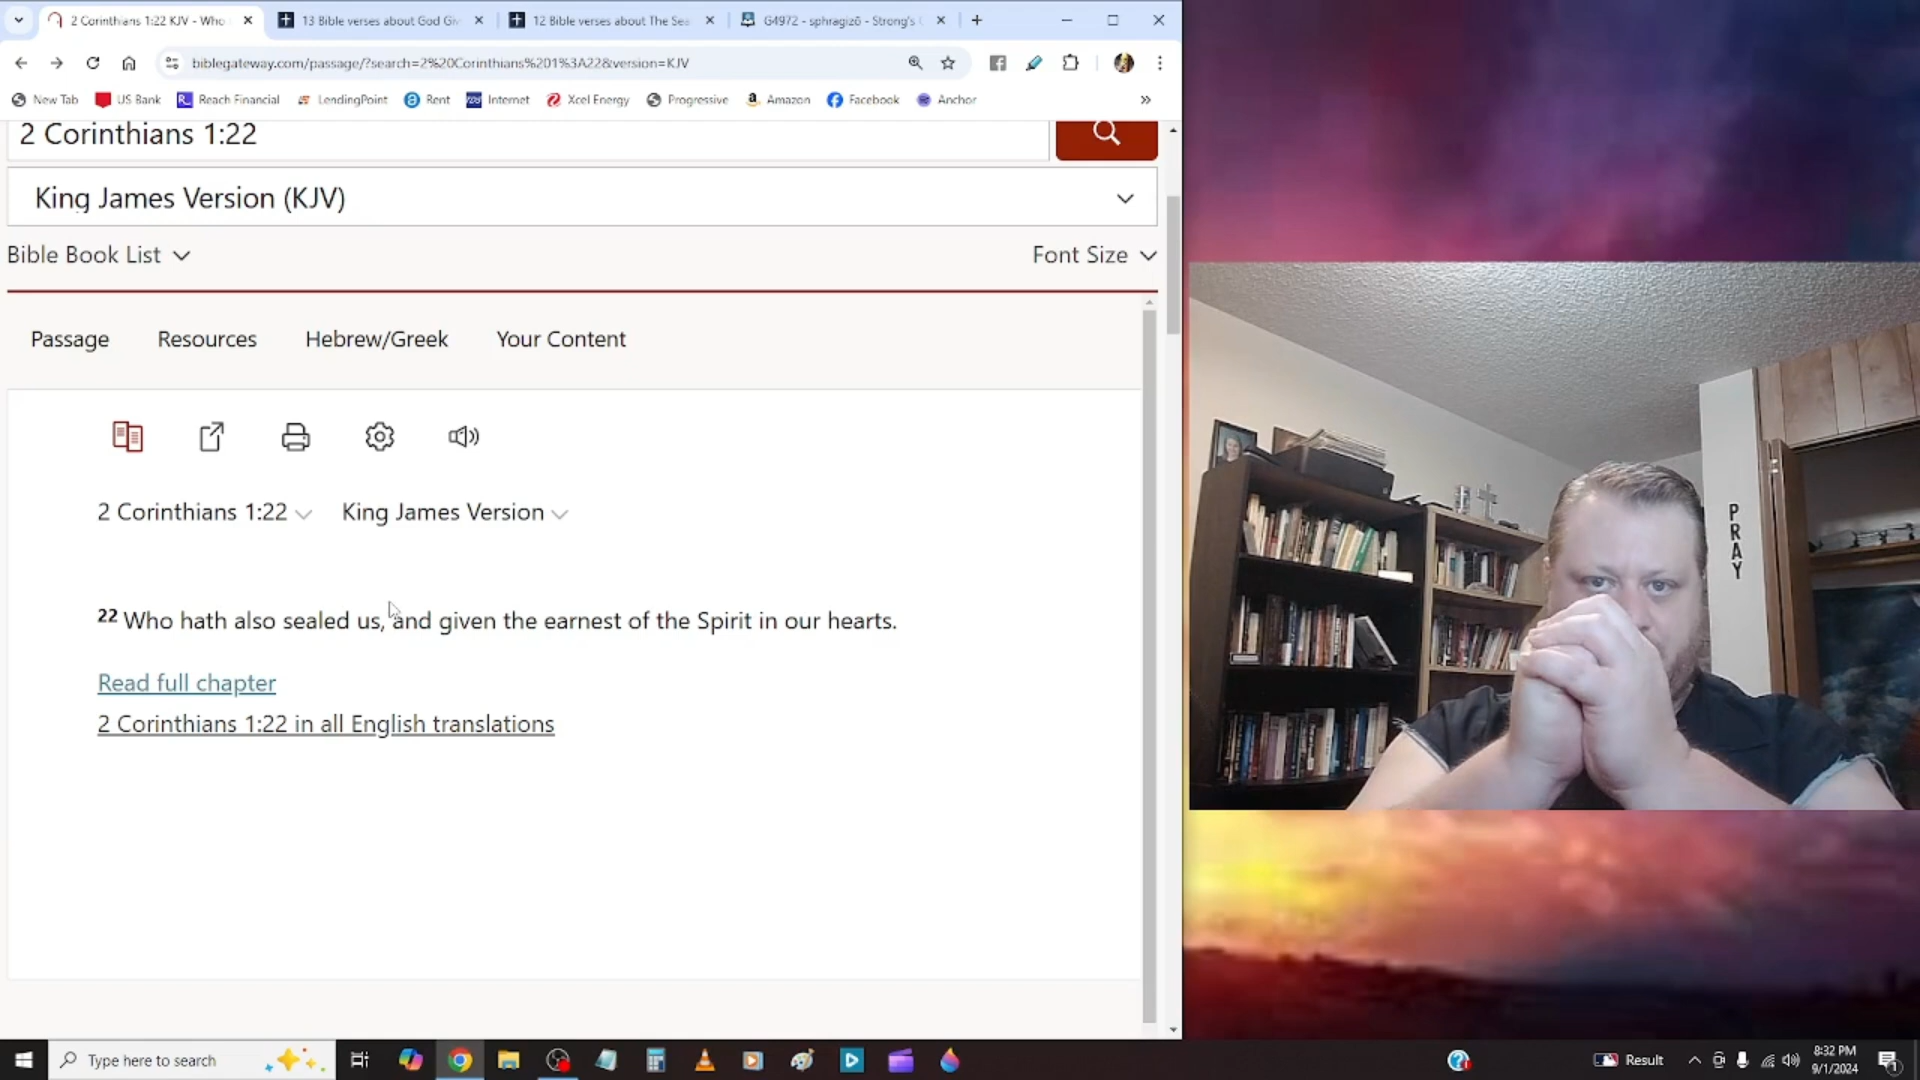 2 Corinthians 1:22 KJV - Who
13 Bible verses about God Giv
12 Bible verses about The Sea
G4972 - sphragizō - Strong's
biblegateway.com/passage/?search=2%20Corinthians%201%3A22&version=KJV
New Tab US Bank Reach Financial LendingPoint Rent Internet Xcel Energy Progressive Amazon Facebook Anchor »
2 Corinthians 1:22
King James Version (KJV)
Bible Book List
Font Size
Passage Resources Hebrew/Greek Your Content
2 Corinthians 1:22 King James Version
22 Who hath also sealed us, and given the earnest of the Spirit in our hearts.
Read full chapter
2 Corinthians 1:22 in all English translations
PRAY
Type here to search
Result
8:32 PM
9/1/2024